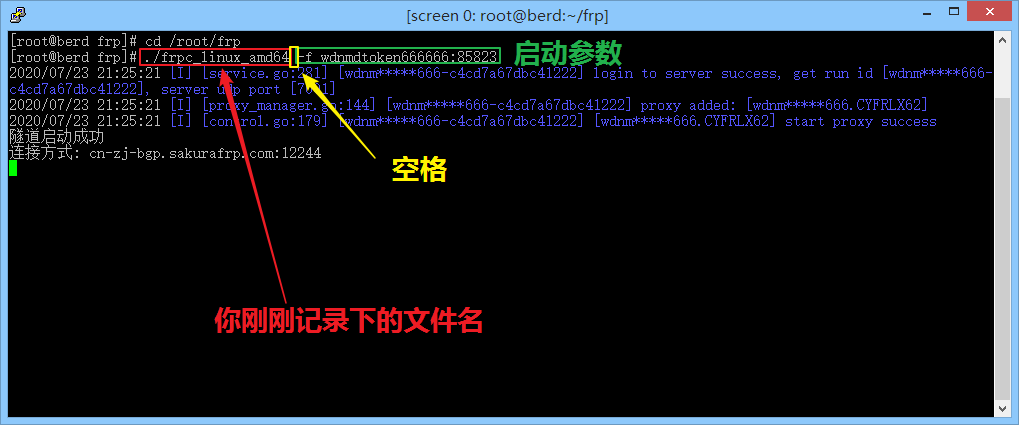 [screen 0: root@berd:~/frp]
[root@berd frp]# cd /root/frp
[root@berd frp]# ./frpc_linux_amd64 -f wdnmdtoken666666:85823
启动参数
2020/07/23 21:25:21 [I] [service.go:281] [wdnm*****666-c4cd7a67dbc41222] login to server success, get run id [wdnm*****666-
c4cd7a67dbc41222], server udp port [7001]
2020/07/23 21:25:21 [I] [proxy_manager.go:144] [wdnm*****666-c4cd7a67dbc41222] proxy added: [wdnm*****666.CYFRLX62]
2020/07/23 21:25:21 [I] [control.go:179] [wdnm*****666-c4cd7a67dbc41222] [wdnm*****666.CYFRLX62] start proxy success
隧道启动成功
连接方式: cn-zj-bgp.sakurafrp.com:12244
空格
你刚刚记录下的文件名